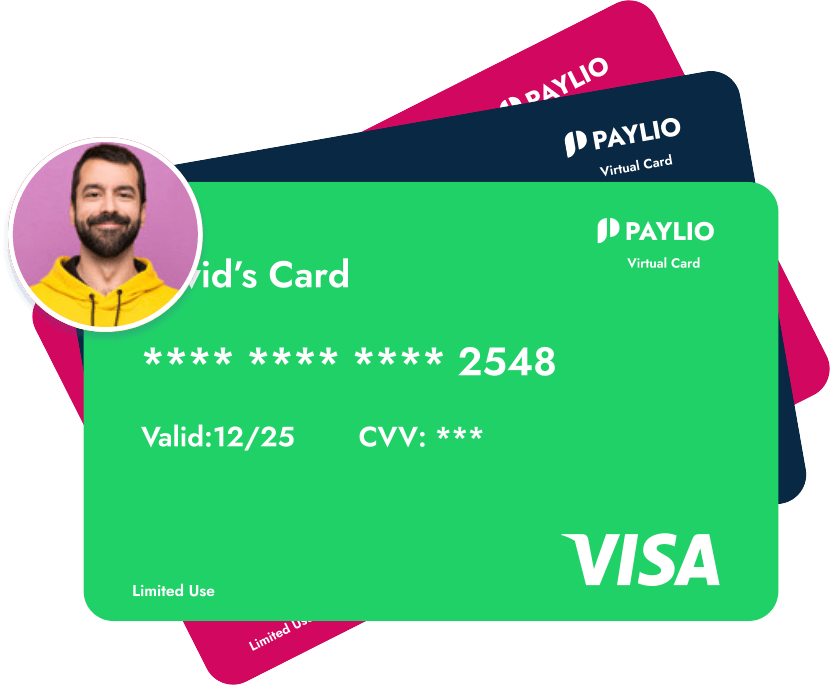 PAYLIO
PAYLIO
Virtual Card
PAYLIO
Virtual Card
vid's Card
**** **** **** 2548
Valid:12/25 CVV: ***
VISA
Limited Use
Limited Us